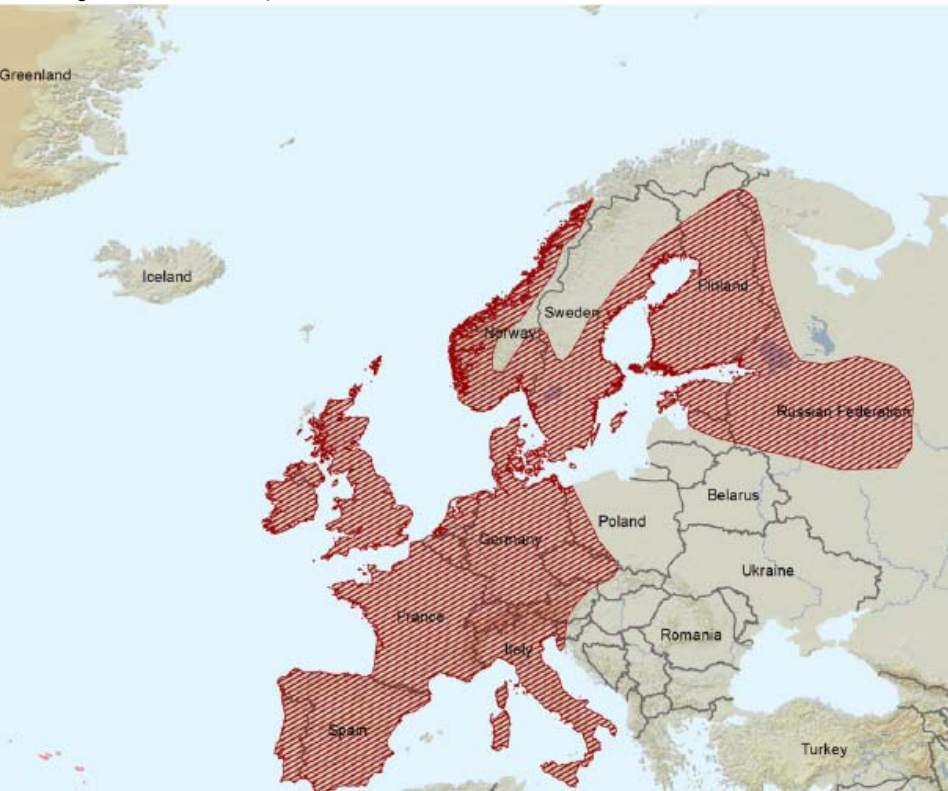 Greenland
Iceland
Finland
Sweden
Norway
Russian Federation
Belarus
Poland
Germany
Ukraine
France
Romania
Italy
Spain
Turkey